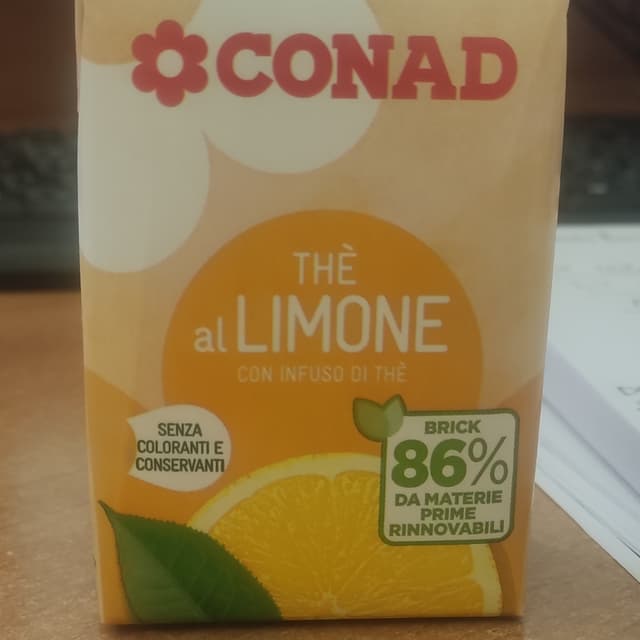 CONAD
THÈ
al LIMONE
CON INFUSO DI THÈ
SENZA
COLORANTI E
CONSERVANTI
BRICK
86%
DA MATERIE
PRIME
RINNOVABILI